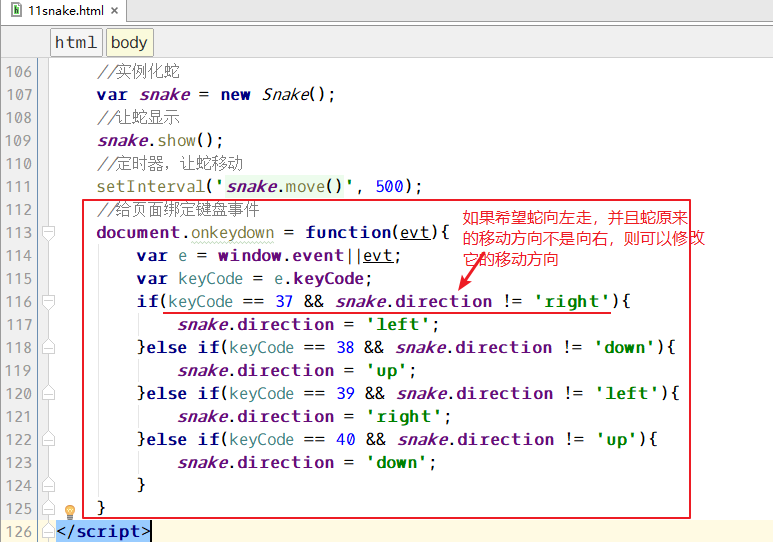 11snake.html ×
html body
106 //实例化蛇
107 var snake = new Snake();
108 //让蛇显示
109 snake.show();
110 //定时器，让蛇移动
111 setInterval('snake.move()', 500);
112 //给页面绑定键盘事件
113 document.onkeydown = function(evt){
114 var e = window.event||evt;
115 var keyCode = e.keyCode;
116 if(keyCode == 37 && snake.direction != 'right'){
117 snake.direction = 'left';
118 }else if(keyCode == 38 && snake.direction != 'down'){
119 snake.direction = 'up';
120 }else if(keyCode == 39 && snake.direction != 'left'){
121 snake.direction = 'right';
122 }else if(keyCode == 40 && snake.direction != 'up'){
123 snake.direction = 'down';
124 }
125 }
126 </script>
如果希望蛇向左走，并且蛇原来
的移动方向不是向右，则可以修改
它的移动方向